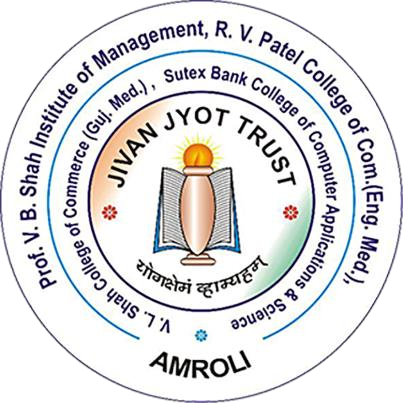 Prof. V. B. Shah Institute of Management, R. V. Patel College of Com.(Eng. Med.),
V. L. Shah College of Commerce (Guj. Med.) , Sutex Bank College of Computer Applications & Science
JIVAN JYOT TRUST
योगक्षेमं व्हाम्यहम्
AMROLI